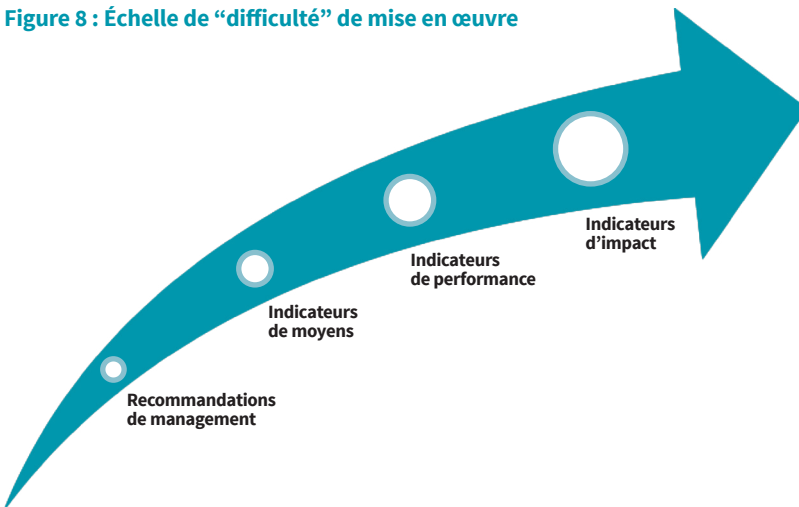 Figure 8 : Échelle de “difficulté” de mise en œuvre
Indicateurs
d’impact
Indicateurs
de performance
Indicateurs
de moyens
Recommandations
de management